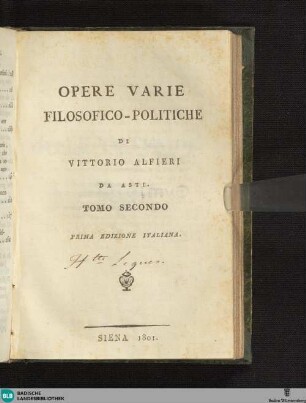 OPERE VARIE
FILOSOFICO-POLITICHE
DI
VITTORIO ALFIERI
DA ASTI.
TOMO SECONDO
PRIMA EDIZIONE ITALIANA.
SIENA 1801.
BLB
BADISCHE
LANDESBIBLIOTHEK